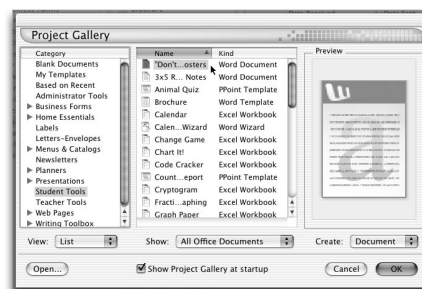 Project Gallery
Category
Blank Documents
My Templates
Based on Recent
Administrator Tools
Business Forms
Home Essentials
Labels
Letters–Envelopes
Menus & Catalogs
Newsletters
Planners
Presentations
Student Tools
Teacher Tools
Web Pages
Writing Toolbox
Name Kind
"Don't...osters Word Document
3x5 R... Notes Word Document
Animal Quiz PPoint Template
Brochure Word Template
Calendar Excel Workbook
Calen...Wizard Word Wizard
Change Game Excel Workbook
Chart It! Excel Workbook
Code Cracker Excel Workbook
Count...eport PPoint Template
Cryptogram Excel Workbook
Fracti...aphing Excel Workbook
Graph Paper Excel Workbook
Preview
View: List
Show: All Office Documents
Create: Document
Open...
Show Project Gallery at startup
Cancel
OK